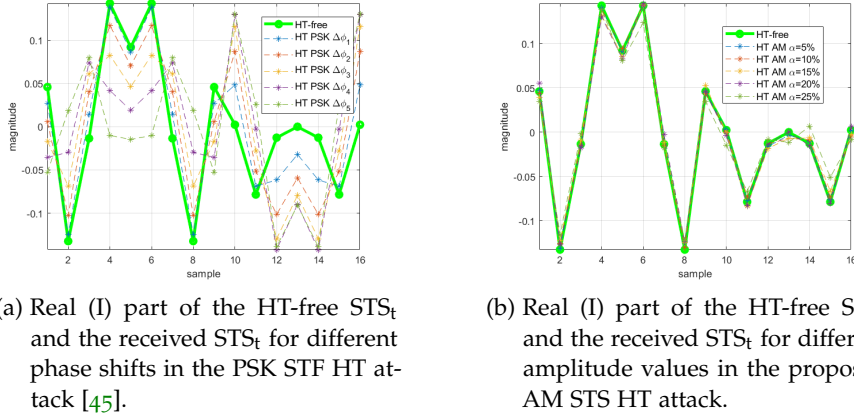 0.1
0.05
0
-0.05
-0.1
magnitude
2 4 6 8 10 12 14 16
sample
HT-free
HT PSK Δϕ1
HT PSK Δϕ2
HT PSK Δϕ3
HT PSK Δϕ4
HT PSK Δϕ5
0.1
0.05
0
-0.05
-0.1
magnitude
2 4 6 8 10 12 14 16
sample
HT-free
HT AM α=5%
HT AM α=10%
HT AM α=15%
HT AM α=20%
HT AM α=25%
a) Real (I) part of the HT-free STSt
and the received STSt for different
phase shifts in the PSK STF HT at-
tack [45].
(b) Real (I) part of the HT-free S
and the received STSt for differ
amplitude values in the propos
AM STS HT attack.